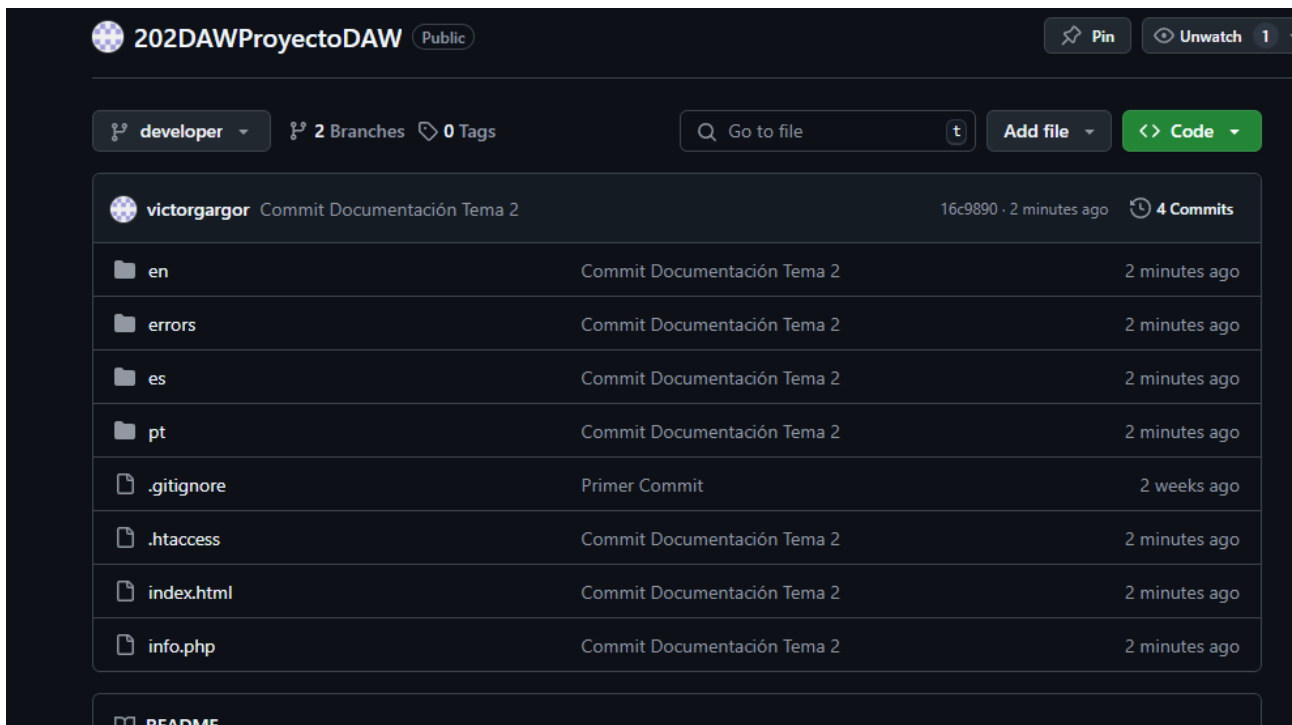 202DAWProyectoDAW Public Pin Unwatch 1
developer 2 Branches 0 Tags Go to file t Add file Code
victorgargor Commit Documentación Tema 2 16c9890 · 2 minutes ago 4 Commits
en Commit Documentación Tema 2 2 minutes ago
errors Commit Documentación Tema 2 2 minutes ago
es Commit Documentación Tema 2 2 minutes ago
pt Commit Documentación Tema 2 2 minutes ago
.gitignore Primer Commit 2 weeks ago
.htaccess Commit Documentación Tema 2 2 minutes ago
index.html Commit Documentación Tema 2 2 minutes ago
info.php Commit Documentación Tema 2 2 minutes ago
README